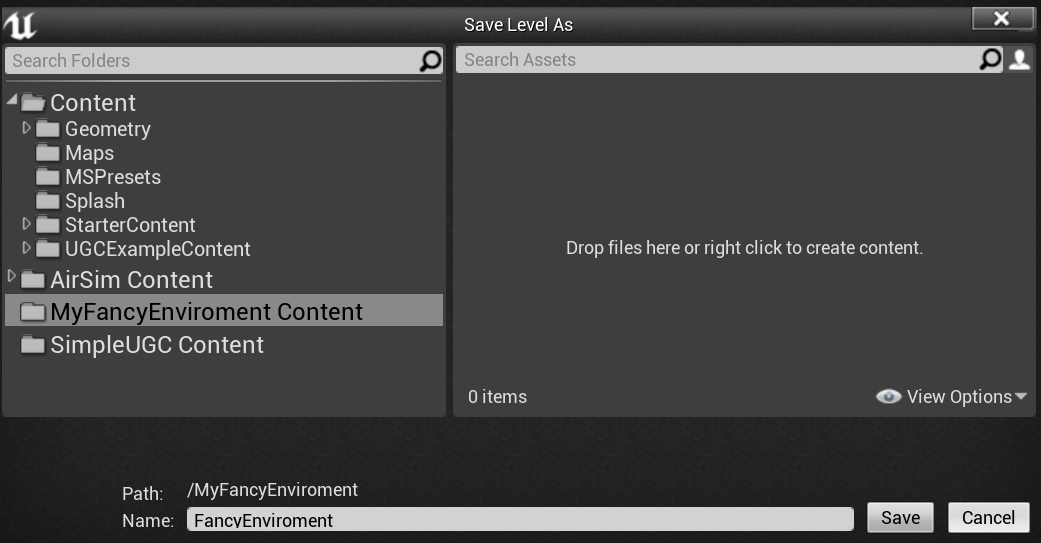 Save Level As
Search Folders
Content
Geometry
Maps
MSPresets
Splash
StarterContent
UGCExampleContent
AirSim Content
MyFancyEnviroment Content
SimpleUGC Content
Search Assets
Drop files here or right click to create content.
0 items
View Options
Path: /MyFancyEnviroment
Name: FancyEnviroment
Save
Cancel